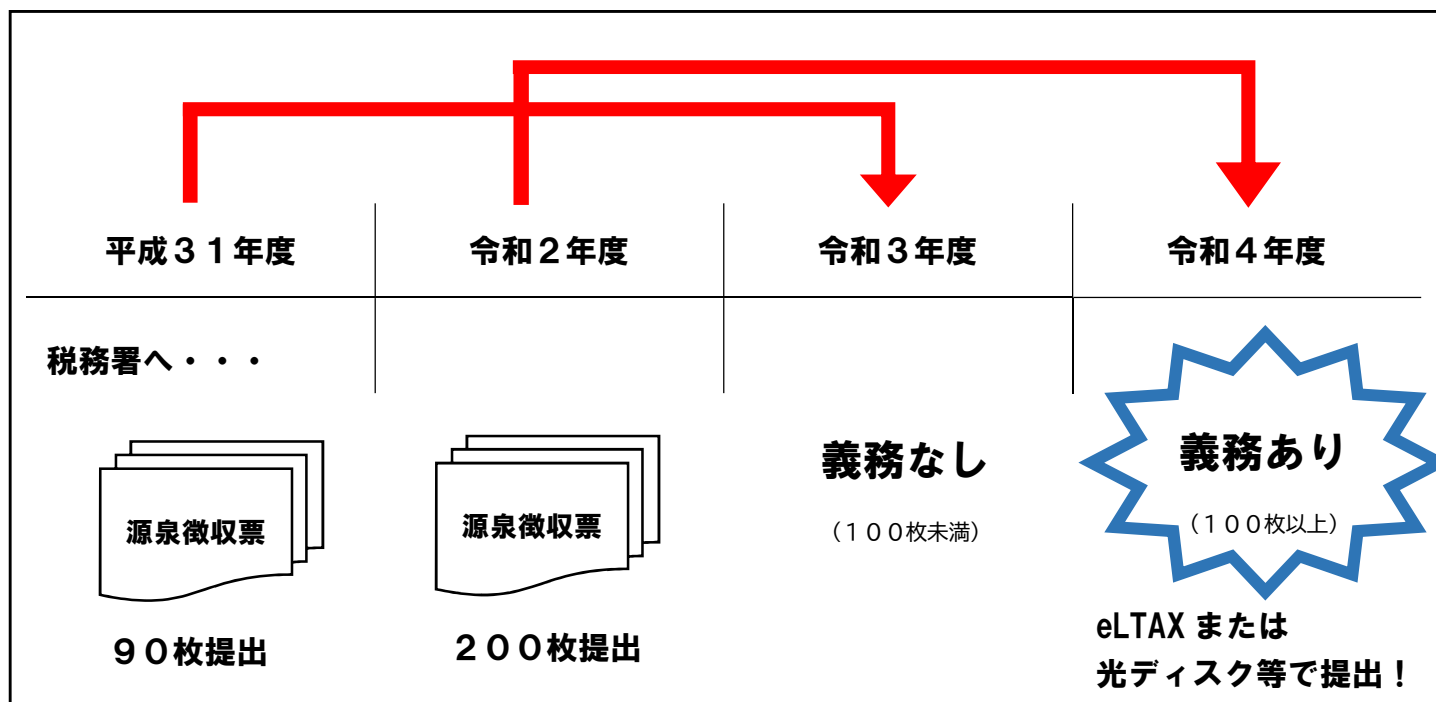 平成３１年度
令和２年度
令和３年度
令和４年度
税務署へ・・・
源泉徴収票
９０枚提出
源泉徴収票
２００枚提出
義務なし
（１００枚未満）
義務あり
（１００枚以上）
eLTAX または
光ディスク等で提出！